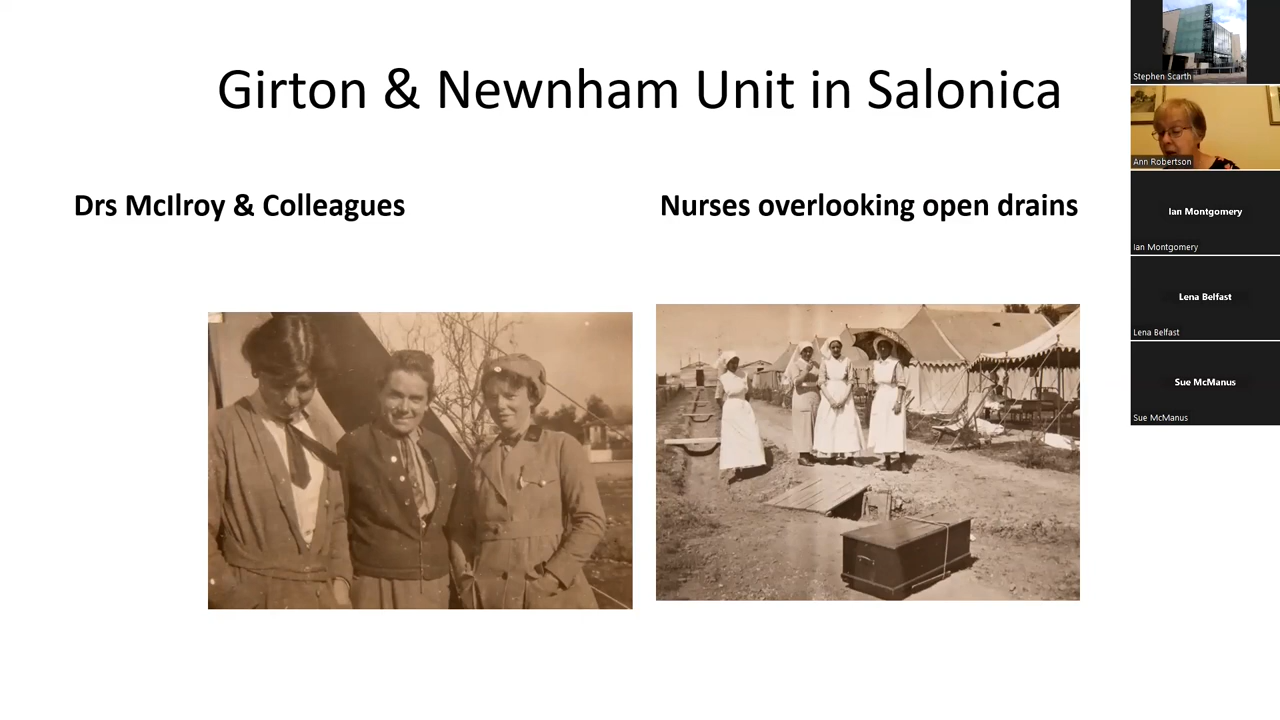 Girton & Newnham Unit in Salonica
Drs McIlroy & Colleagues
Nurses overlooking open drains
Stephen Scarth
Ann Robertson
Ian Montgomery
Ian Montgomery
Lena Belfast
Lena Belfast
Sue McManus
Sue McManus